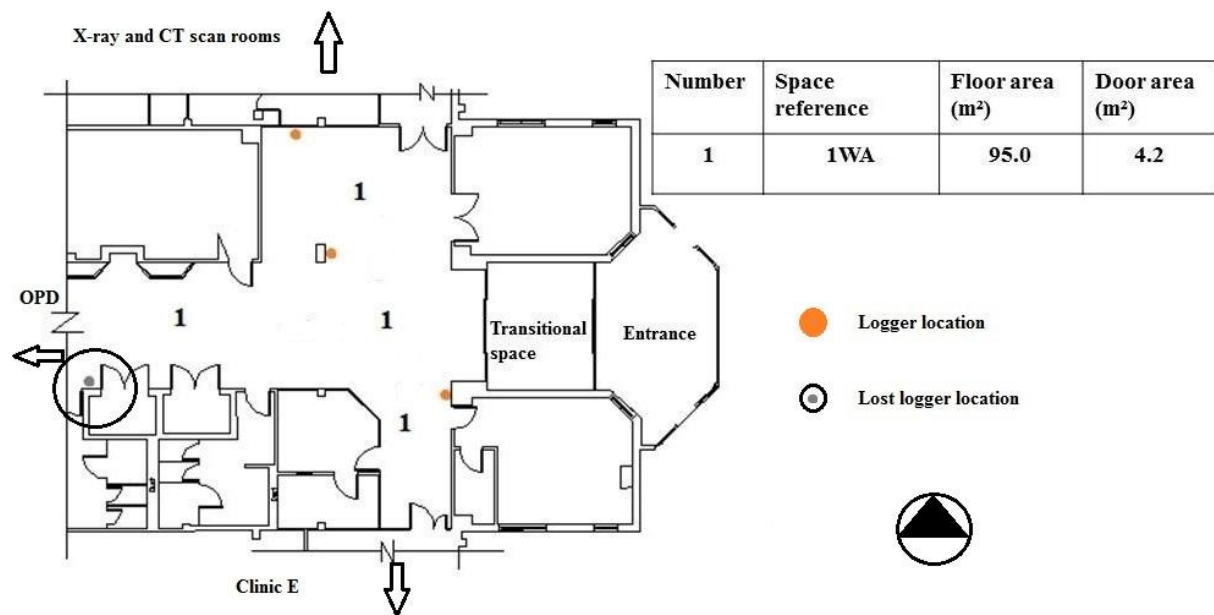 X-ray and CT scan rooms
Number
Space
reference
Floor area
(m²)
Door area
(m²)
1
1WA
95.0
4.2
N
1
OPD
1
1
Transitional
space
Entrance
Logger location
1
Lost logger location
Duct
N
Clinic E